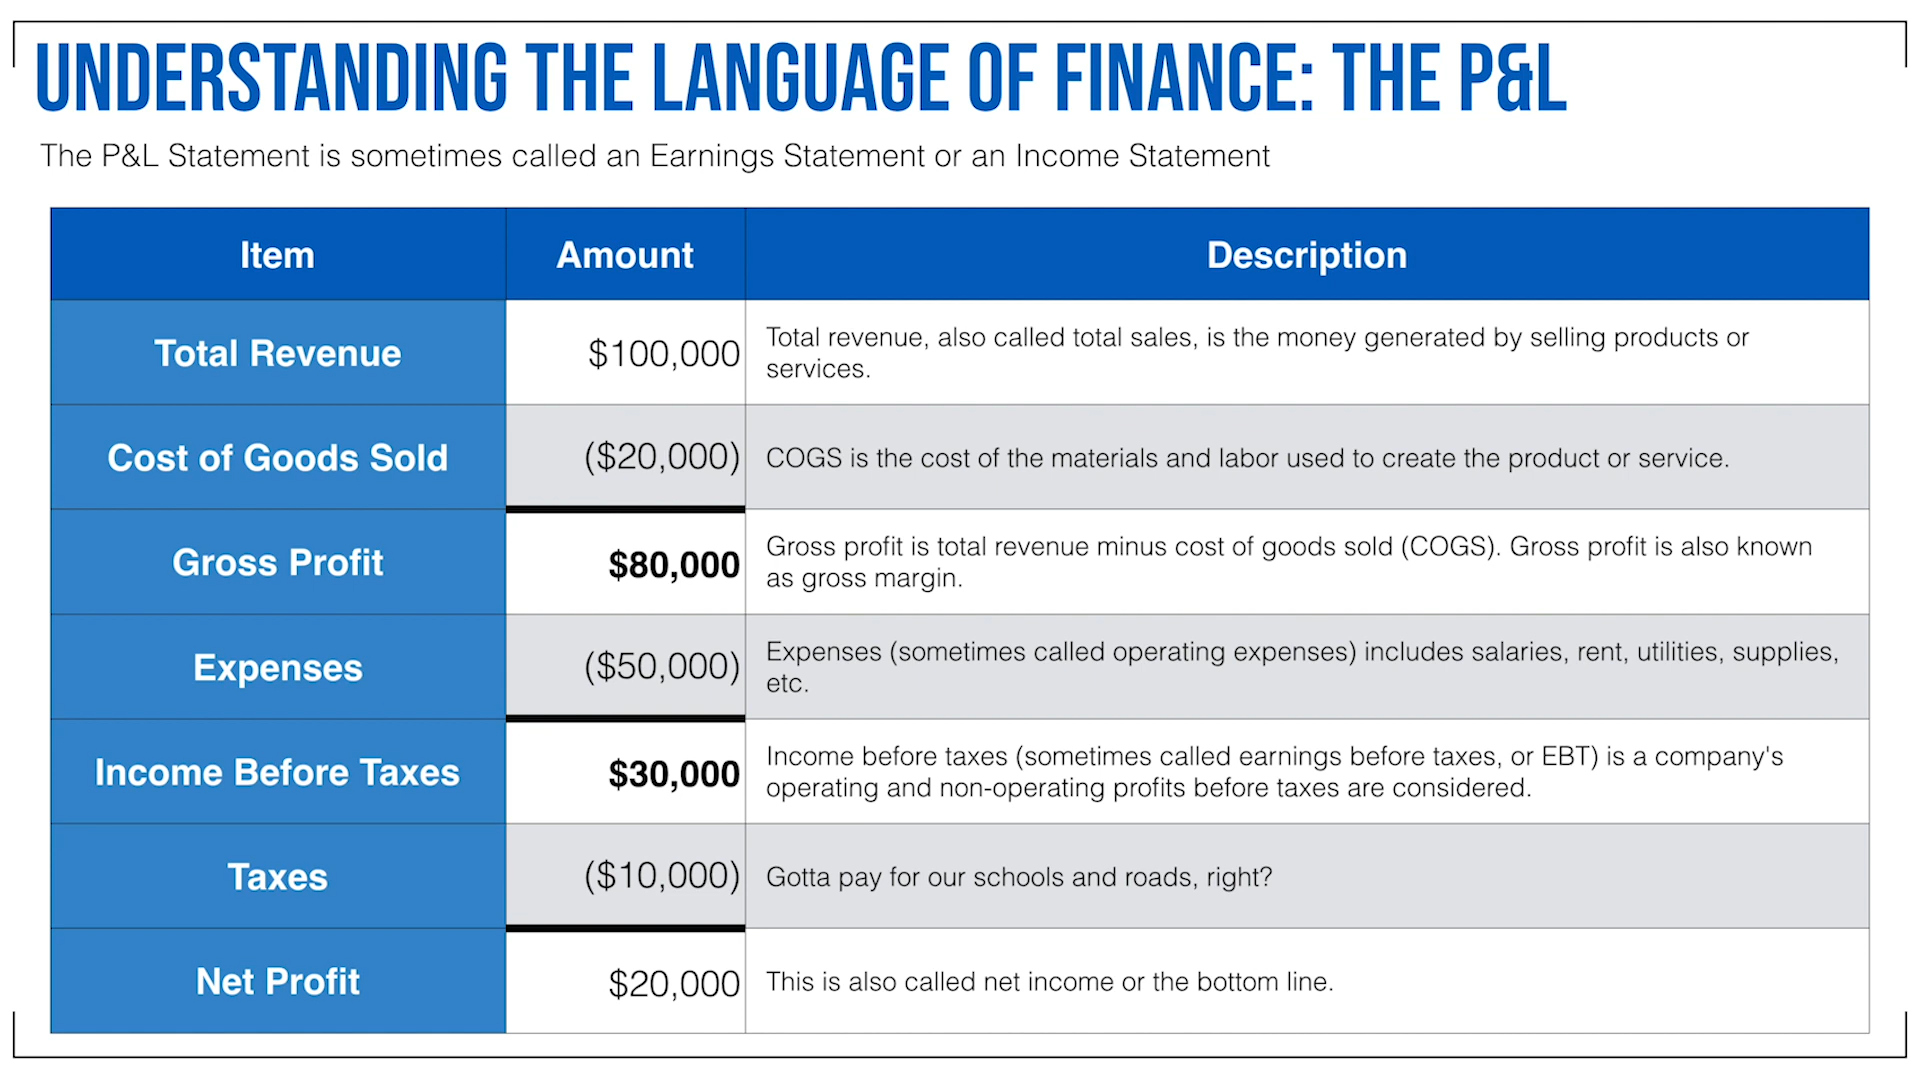 UNDERSTANDING THE LANGUAGE OF FINANCE: THE P&L
The P&L Statement is sometimes called an Earnings Statement or an Income Statement
Item Amount Description
Total Revenue $100,000 Total revenue, also called total sales, is the money generated by selling products or
services.
Cost of Goods Sold ($20,000) COGS is the cost of the materials and labor used to create the product or service.
Gross Profit $80,000 Gross profit is total revenue minus cost of goods sold (COGS). Gross profit is also known
as gross margin.
Expenses ($50,000) Expenses (sometimes called operating expenses) includes salaries, rent, utilities, supplies,
etc.
Income Before Taxes $30,000 Income before taxes (sometimes called earnings before taxes, or EBT) is a company's
operating and non-operating profits before taxes are considered.
Taxes ($10,000) Gotta pay for our schools and roads, right?
Net Profit $20,000 This is also called net income or the bottom line.